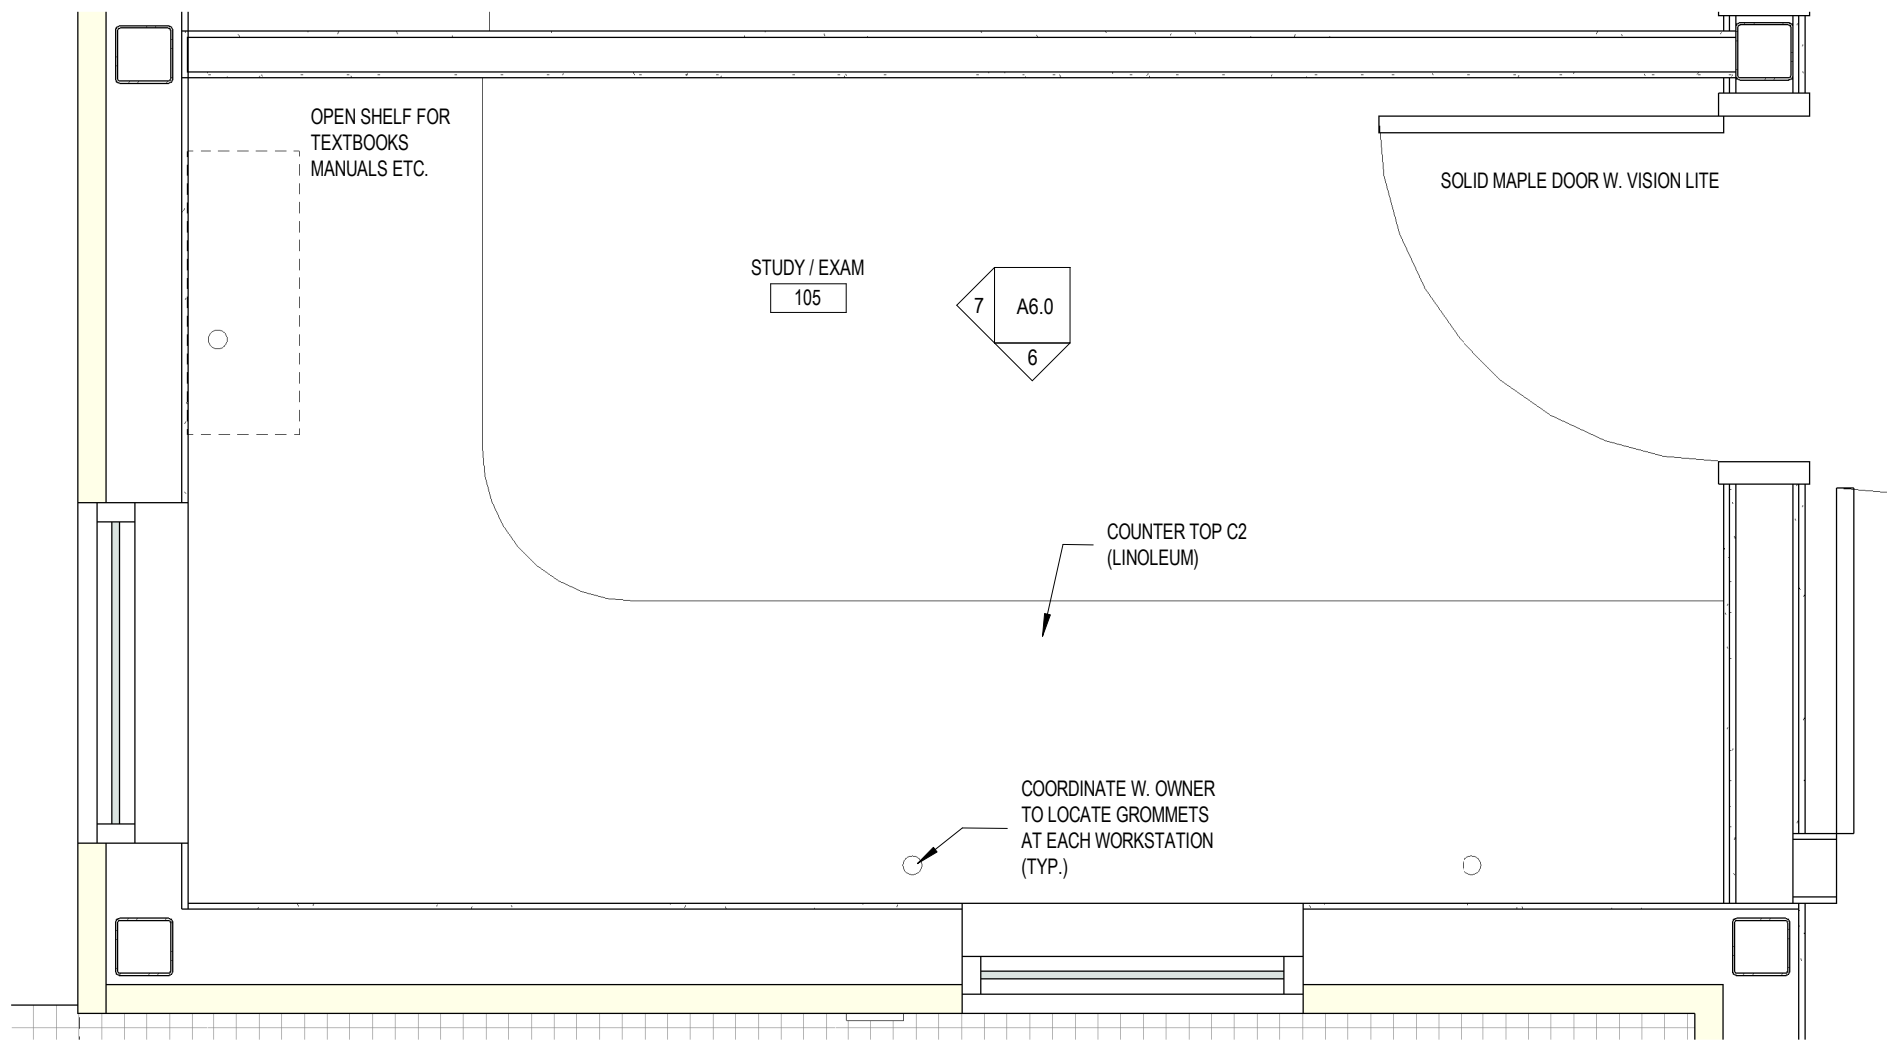 OPEN SHELF FOR
TEXTBOOKS
MANUALS ETC.
SOLID MAPLE DOOR W. VISION LITE
STUDY / EXAM
105
7
A6.0
6
COUNTER TOP C2
(LINOLEUM)
COORDINATE W. OWNER
TO LOCATE GROMMETS
AT EACH WORKSTATION
(TYP.)